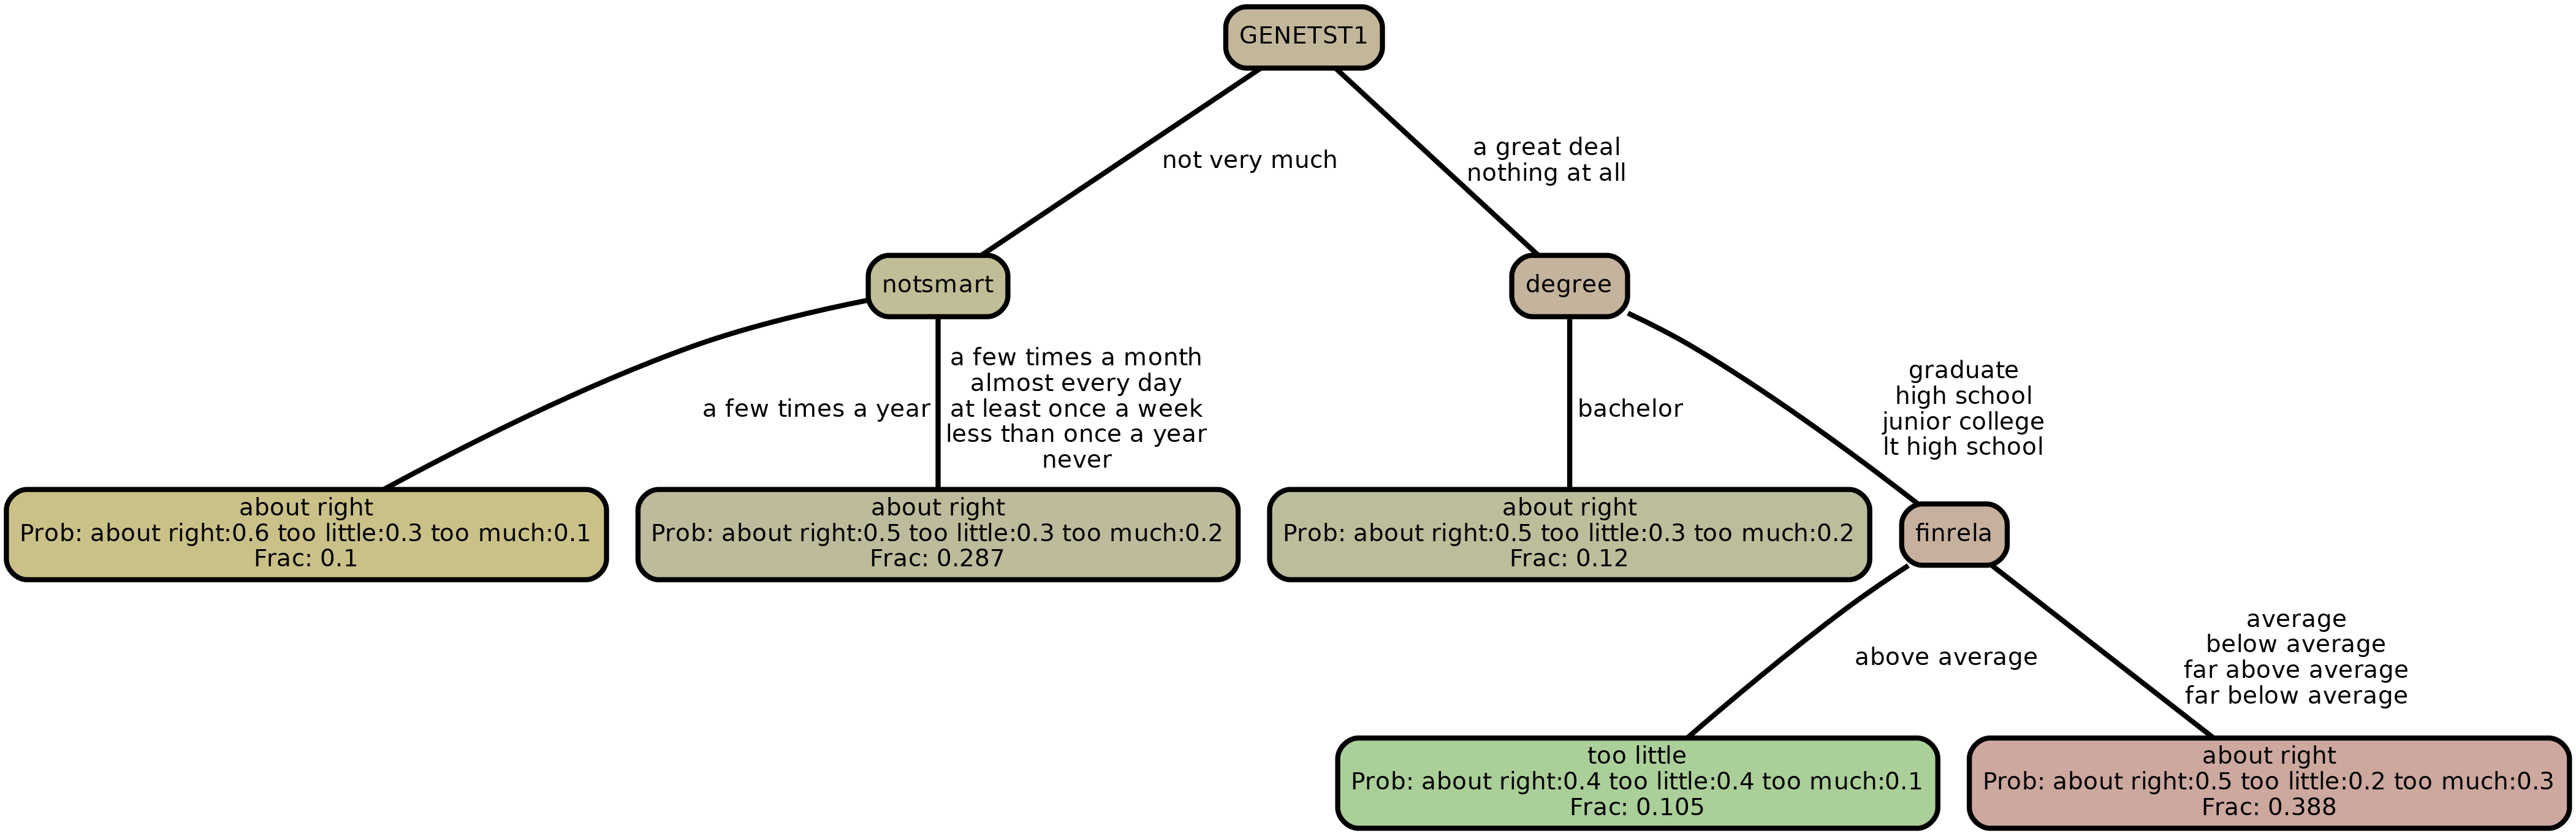 GENETST1
not very much
a great deal
nothing at all
notsmart
degree
a few times a year
a few times a month
almost every day
at least once a week
less than once a year
never
bachelor
graduate
high school
junior college
lt high school
about right
Prob: about right:0.6 too little:0.3 too much:0.1
Frac: 0.1
about right
Prob: about right:0.5 too little:0.3 too much:0.2
Frac: 0.287
about right
Prob: about right:0.5 too little:0.3 too much:0.2
Frac: 0.12
finrela
above average
average
below average
far above average
far below average
too little
Prob: about right:0.4 too little:0.4 too much:0.1
Frac: 0.105
about right
Prob: about right:0.5 too little:0.2 too much:0.3
Frac: 0.388